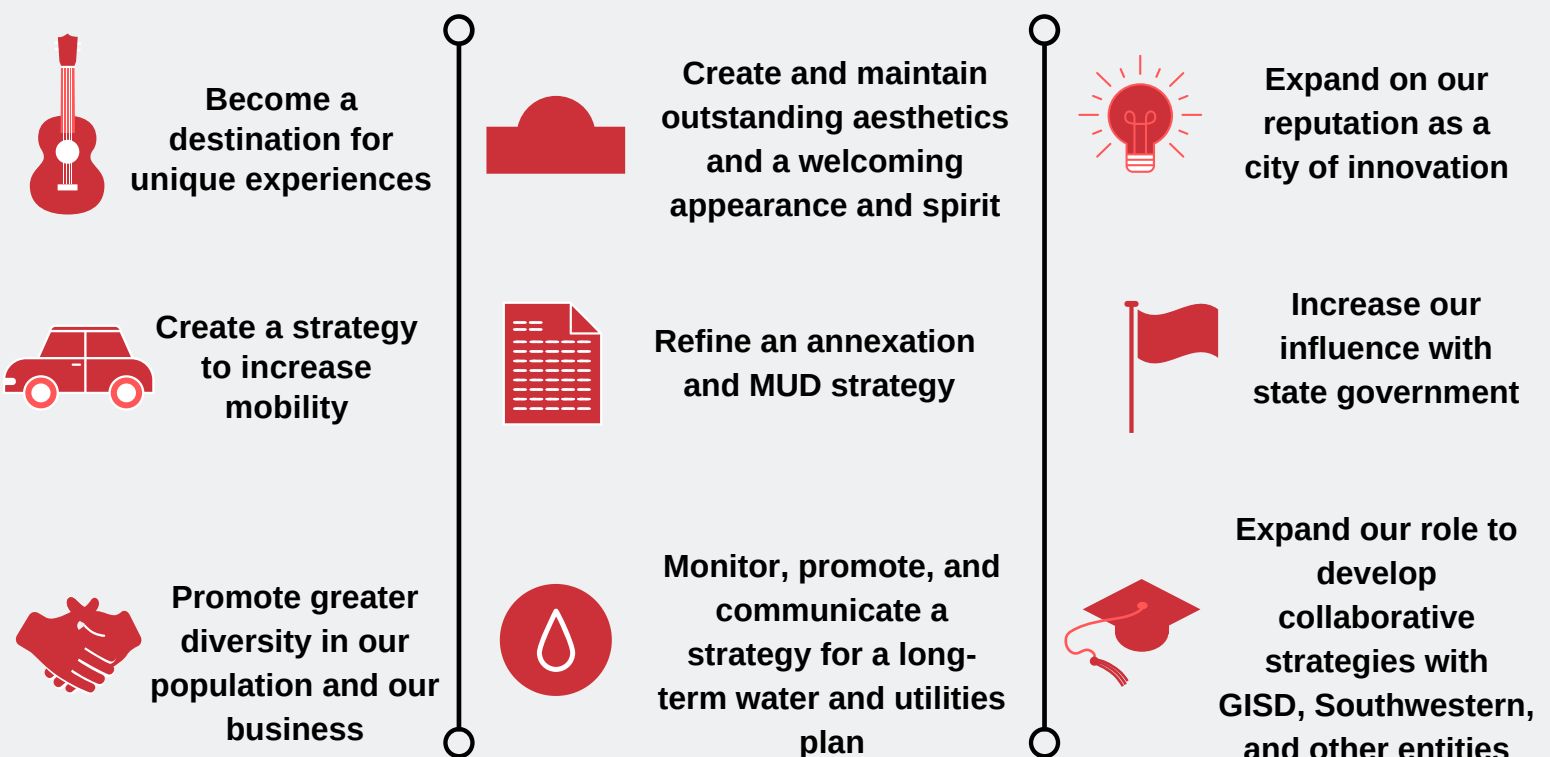 Become a
destination for
unique experiences
Create a strategy
to increase
mobility
Promote greater
diversity in our
population and our
business
Create and maintain
outstanding aesthetics
and a welcoming
appearance and spirit
Refine an annexation
and MUD strategy
Monitor, promote, and
communicate a
strategy for a long-
term water and utilities
plan
Expand on our
reputation as a
city of innovation
Increase our
influence with
state government
Expand our role to
develop
collaborative
strategies with
GISD, Southwestern,
and other entities